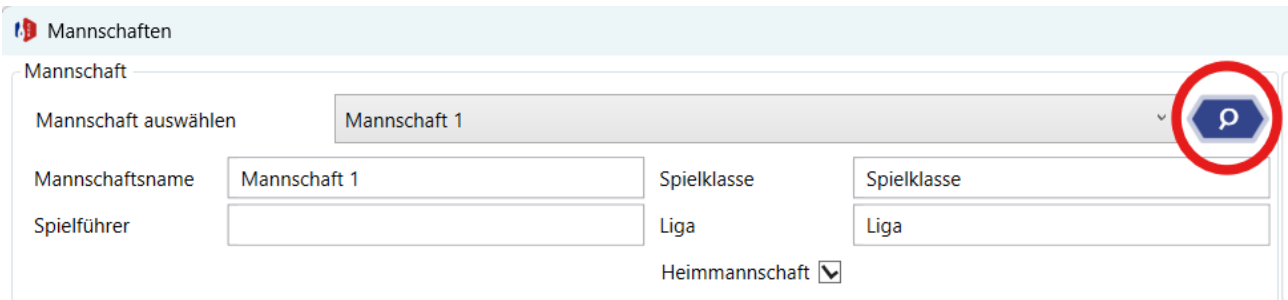 Mannschaften
Mannschaft
Mannschaft auswählen Mannschaft 1
Mannschaftsname Mannschaft 1 Spielklasse Spielklasse
Spielführer Liga Liga
Heimmannschaft